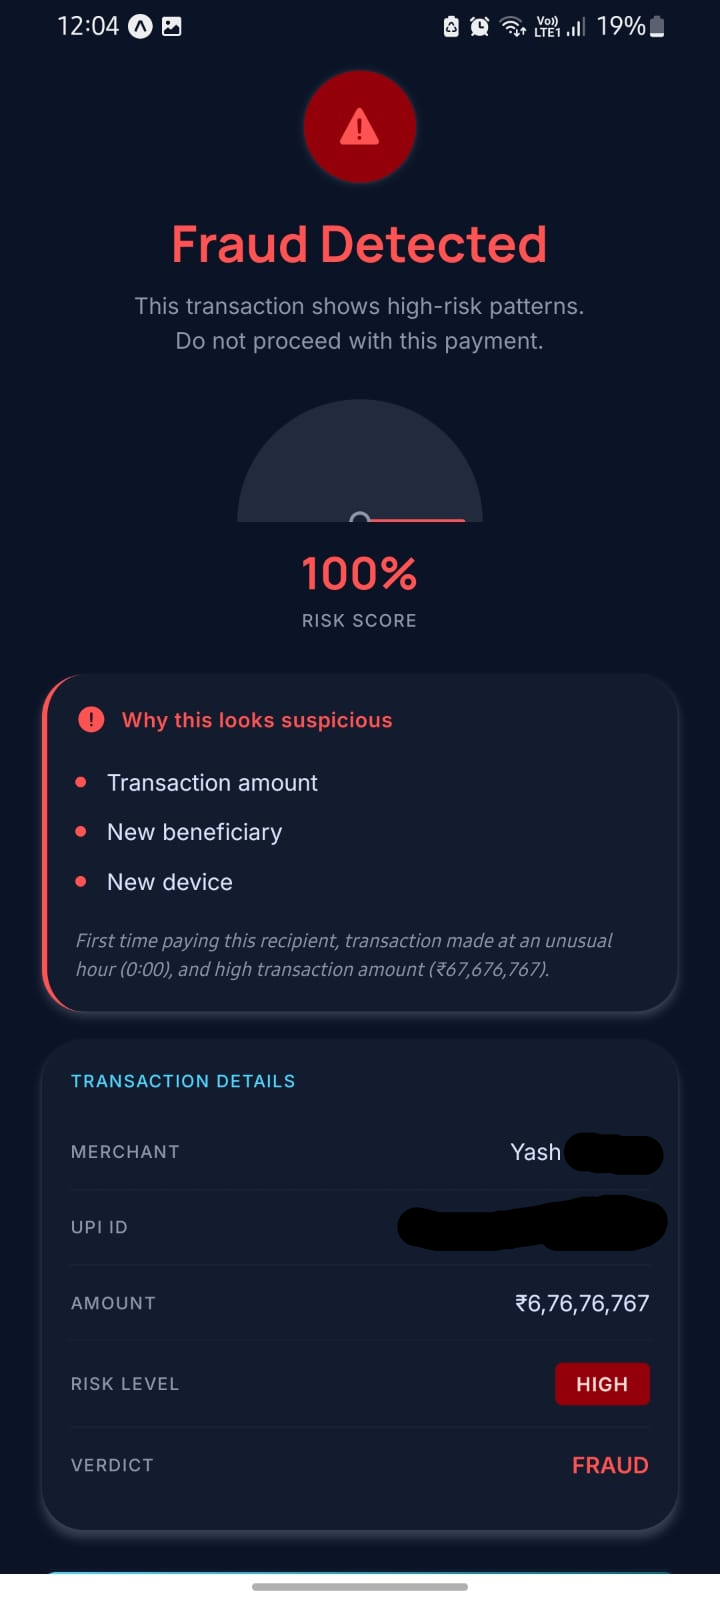 12:04
Vo))
LTE1
19%
Fraud Detected
This transaction shows high-risk patterns.
Do not proceed with this payment.
100%
RISK SCORE
Why this looks suspicious
Transaction amount
New beneficiary
New device
First time paying this recipient, transaction made at an unusual
hour (0:00), and high transaction amount (₹67,676,767).
TRANSACTION DETAILS
MERCHANT Yash
UPI ID
AMOUNT ₹6,76,76,767
RISK LEVEL HIGH
VERDICT FRAUD